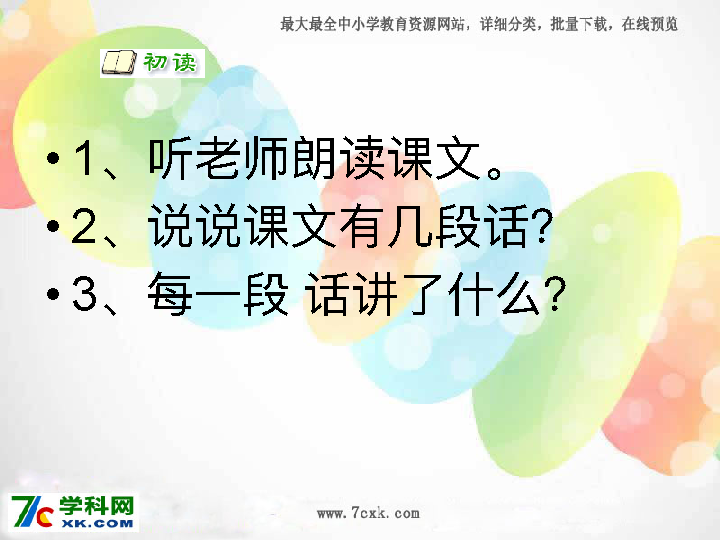 最大最全中小学教育资源网站，详细分类，批量下载，在线预览
初读
• 1、听老师朗读课文。
• 2、说说课文有几段话？
• 3、每一段 话讲了什么？
7c学科网
XK.COM
www.7cxk.com